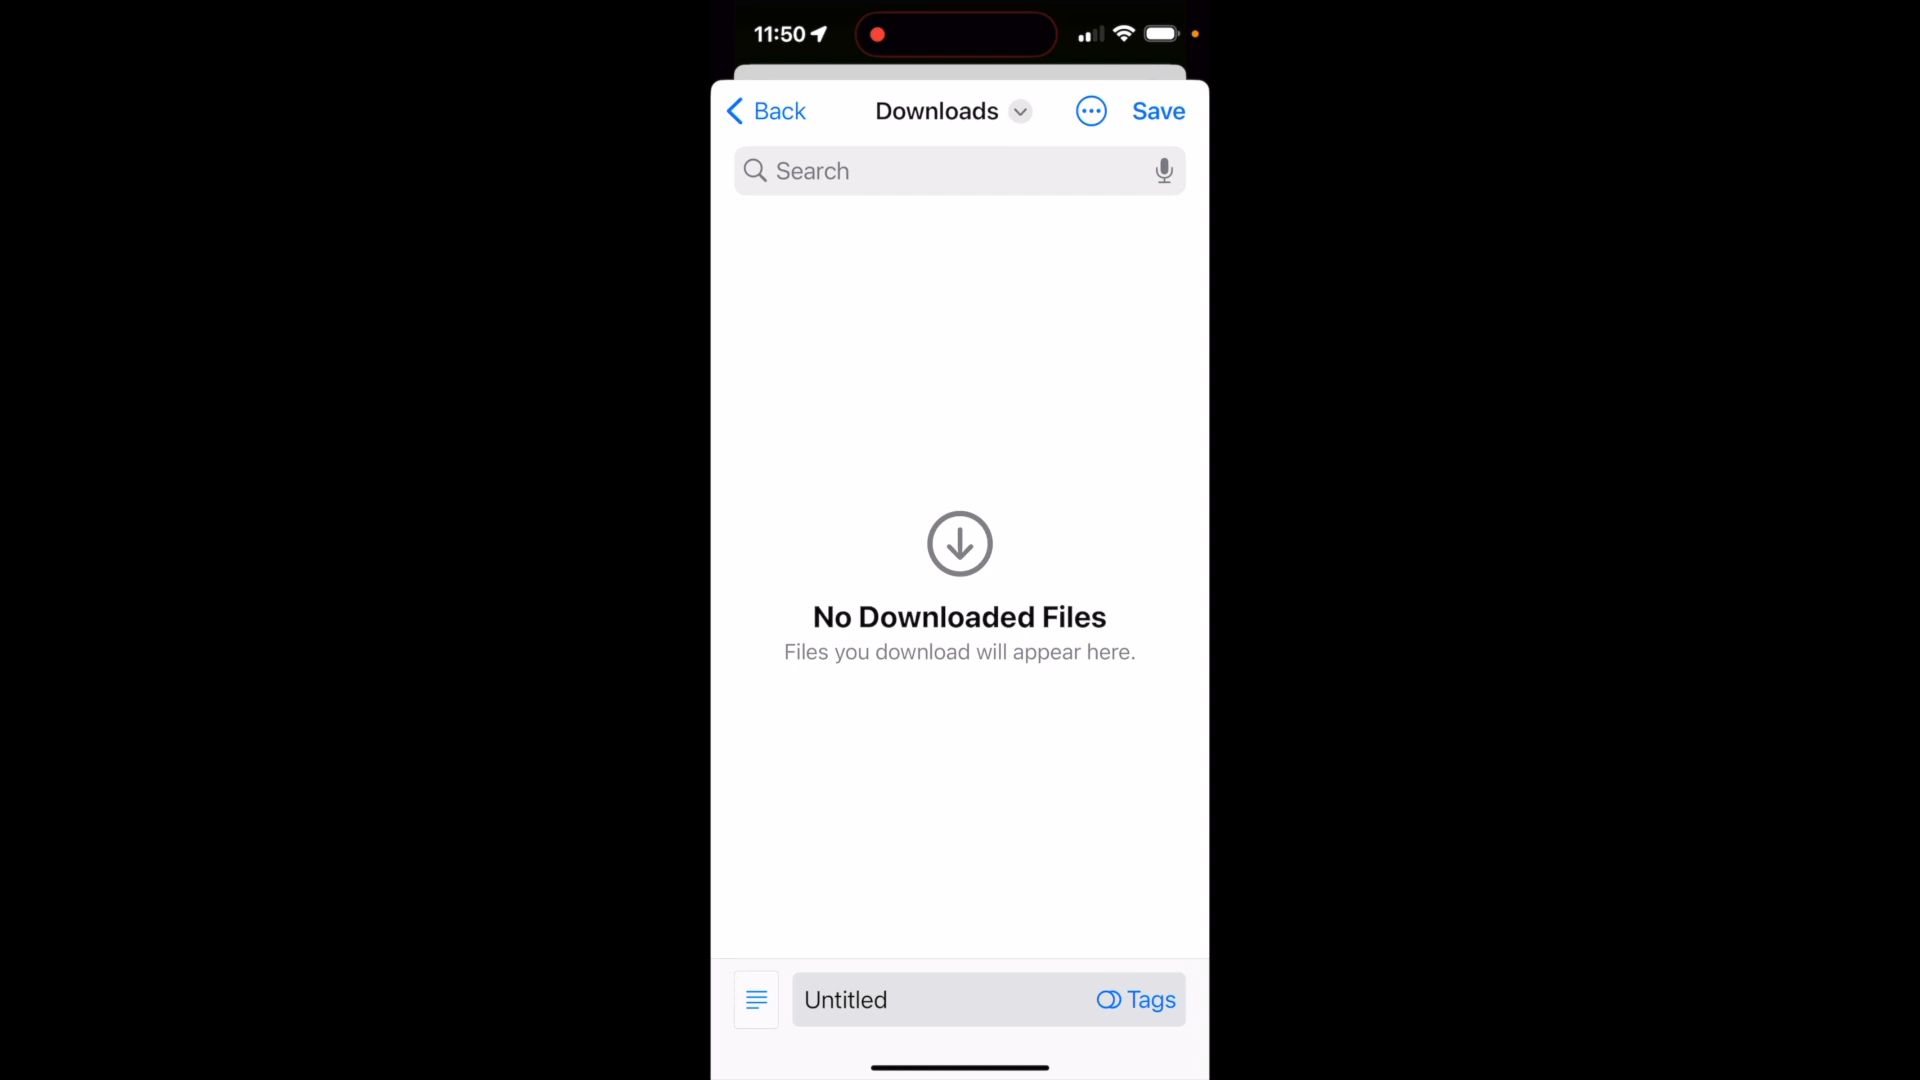 11:50
Back
Downloads
Save
Search
No Downloaded Files
Files you download will appear here.
Untitled
Tags